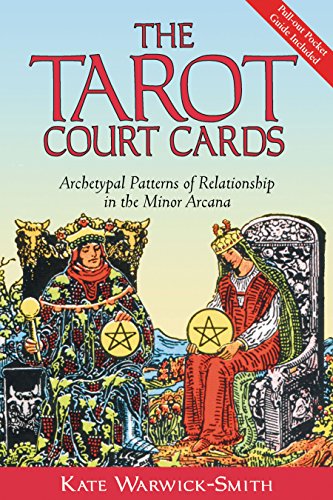 Pull-out Pocket
Guide Included
THE
TAROT
COURT CARDS
Archetypal Patterns of Relationship
in the Minor Arcana
KATE WARWICK-SMITH